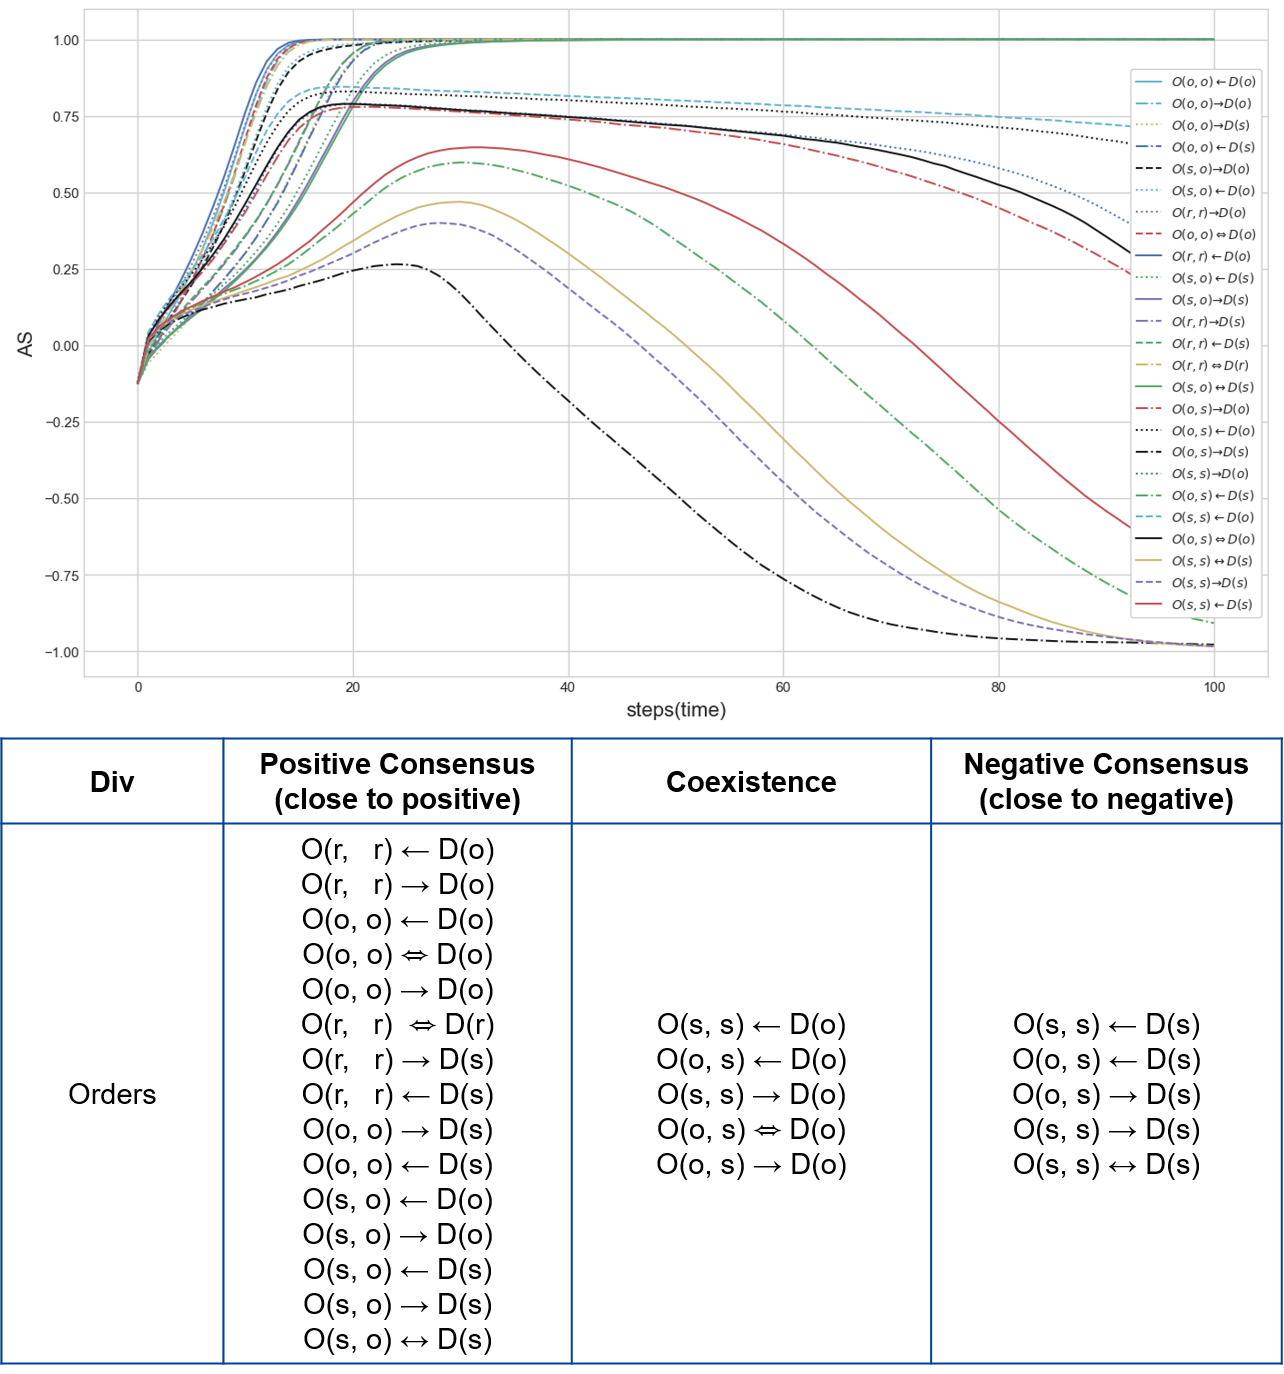 1.00
0.75
0.50
0.25
0.00
−0.25
−0.50
−0.75
−1.00
AS
0 20 40 60 80 100
steps(time)
O(o, o)←D(o)
O(o, o)→D(o)
O(o, o)→D(s)
O(o, o)←D(s)
O(s, o)→D(o)
O(s, o)←D(o)
O(r, r)→D(o)
O(o, o)⇔D(o)
O(r, r)←D(o)
O(s, o)←D(s)
O(s, o)→D(s)
O(r, r)→D(s)
O(r, r)←D(s)
O(r, r)⇔D(r)
O(s, o)↔D(s)
O(o, s)→D(o)
O(o, s)←D(o)
O(o, s)→D(s)
O(s, s)→D(o)
O(o, s)←D(s)
O(s, s)←D(o)
O(o, s)⇔D(o)
O(s, s)↔D(s)
O(s, s)→D(s)
O(s, s)←D(s)
Div
Positive Consensus
(close to positive)
Coexistence
Negative Consensus
(close to negative)
Orders
O(r, r) ← D(o)
O(r, r) → D(o)
O(o, o) ← D(o)
O(o, o) ⇔ D(o)
O(o, o) → D(o)
O(r, r) ⇔ D(r)
O(r, r) → D(s)
O(r, r) ← D(s)
O(o, o) → D(s)
O(o, o) ← D(s)
O(s, o) ← D(o)
O(s, o) → D(o)
O(s, o) ← D(s)
O(s, o) → D(s)
O(s, o) ↔ D(s)
O(s, s) ← D(o)
O(o, s) ← D(o)
O(s, s) → D(o)
O(o, s) ⇔ D(o)
O(o, s) → D(o)
O(s, s) ← D(s)
O(o, s) ← D(s)
O(o, s) → D(s)
O(s, s) → D(s)
O(s, s) ↔ D(s)